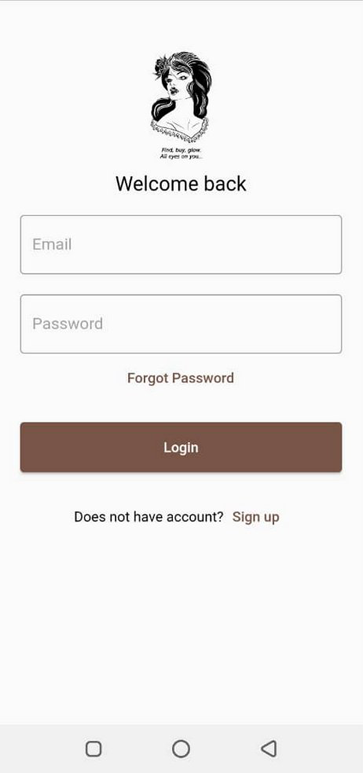 Find, buy, glow.
All eyes on you..
Welcome back
Email
Password
Forgot Password
Login
Does not have account? Sign up